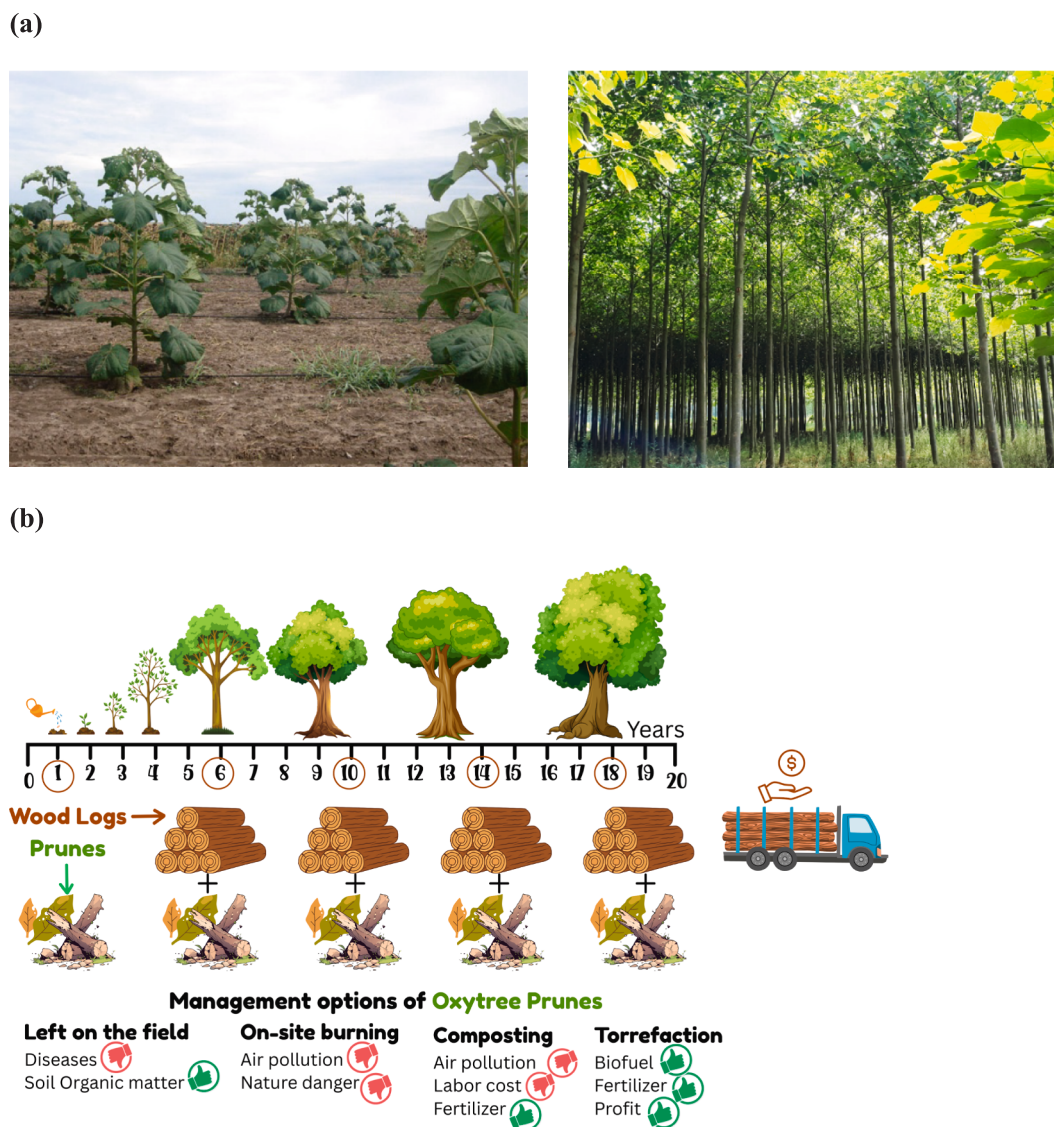 (a)
(b)
Years
0 1 2 3 4 5 6 7 8 9 10 11 12 13 14 15 16 17 18 19 20
Wood Logs
$
Prunes
+ + + +
Management options of Oxytree Prunes
Left on the field
Diseases
Soil Organic matter
On-site burning
Air pollution
Nature danger
Composting
Air pollution
Labor cost
Fertilizer
Torrefaction
Biofuel
Fertilizer
Profit